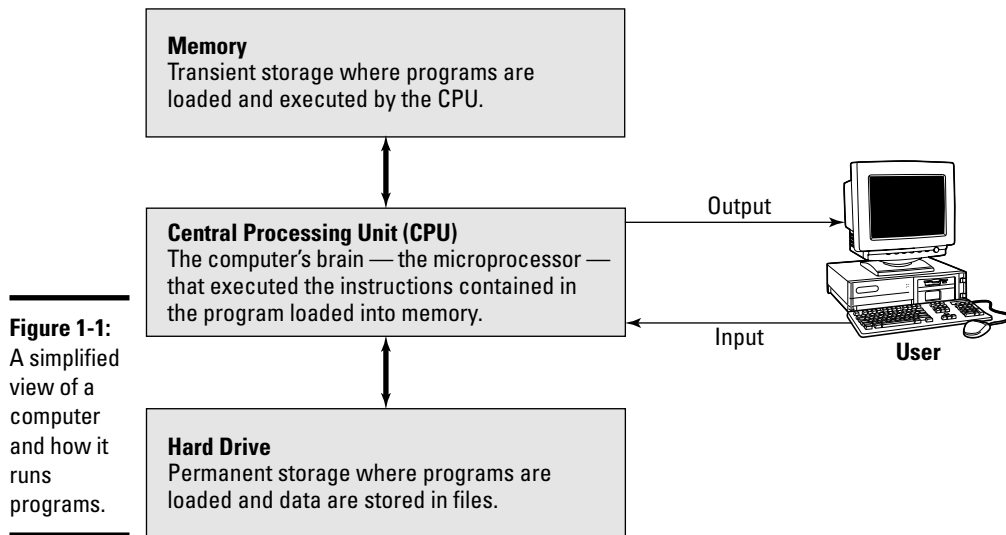 Memory
Transient storage where programs are
loaded and executed by the CPU.
Output
Central Processing Unit (CPU)
The computer's brain — the microprocessor —
that executed the instructions contained in
the program loaded into memory.
Input
User
Hard Drive
Permanent storage where programs are
loaded and data are stored in files.
Figure 1-1:
A simplified
view of a
computer
and how it
runs
programs.